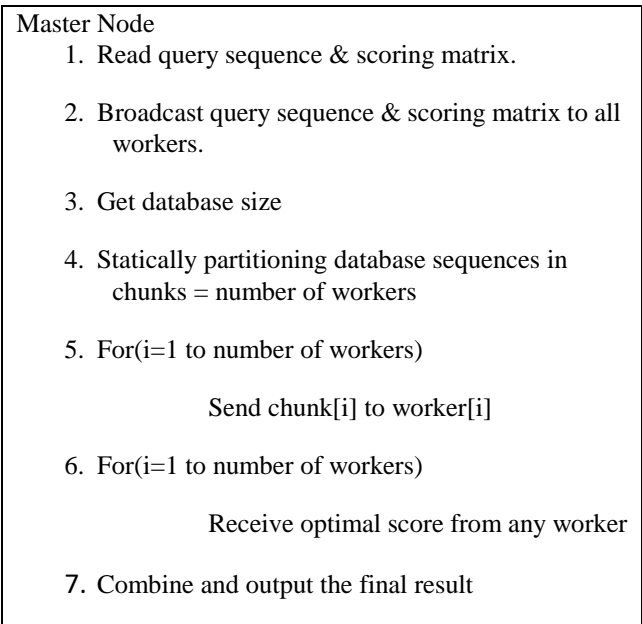 Master Node
1. Read query sequence & scoring matrix.
2. Broadcast query sequence & scoring matrix to all
workers.
3. Get database size
4. Statically partitioning database sequences in
chunks = number of workers
5. For(i=1 to number of workers)
Send chunk[i] to worker[i]
6. For(i=1 to number of workers)
Receive optimal score from any worker
7. Combine and output the final result